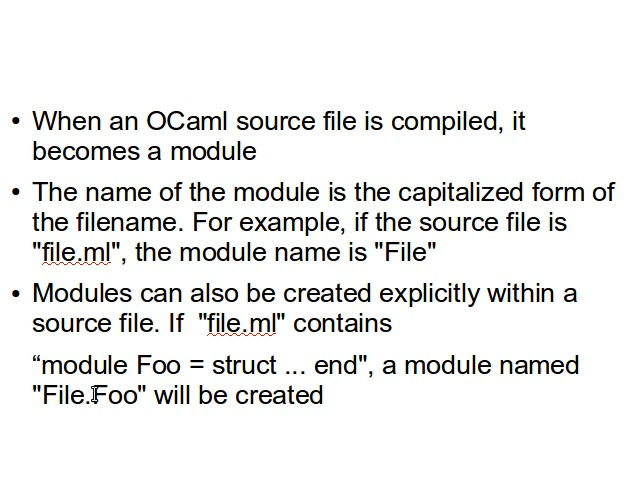 • When an OCaml source file is compiled, it
becomes a module
• The name of the module is the capitalized form of
the filename. For example, if the source file is
"file.ml", the module name is "File"
• Modules can also be created explicitly within a
source file. If  "file.ml" contains
“module Foo = struct ... end", a module named
"File.Foo" will be created